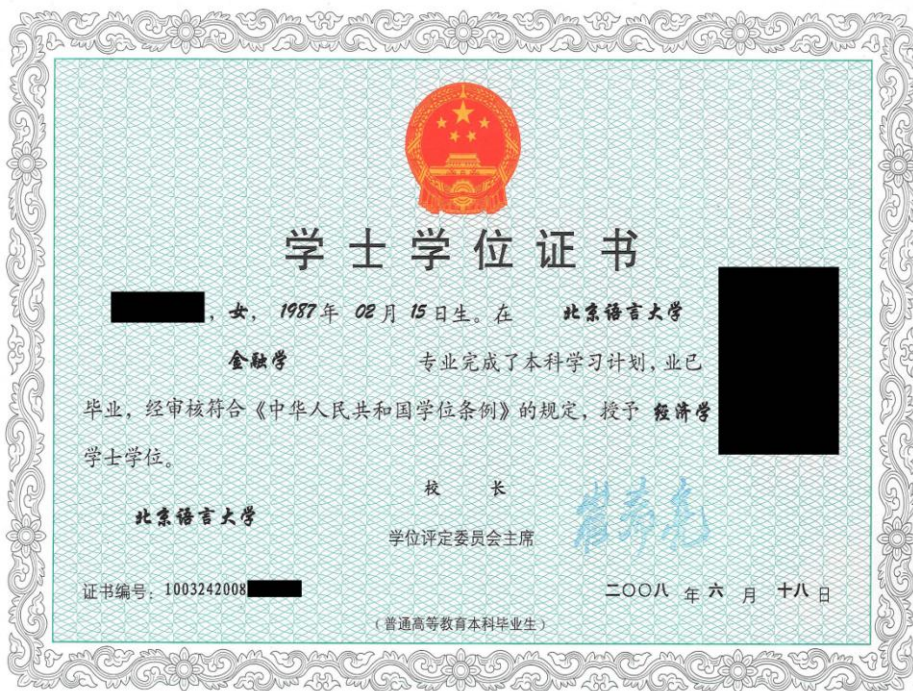 学士学位证书
，女，1987年 02月 15日生。在 北京语言大学
金融学 专业完成了本科学习计划，业已
毕业，经审核符合《中华人民共和国学位条例》的规定，授予 经济学
学士学位。
校 长
北京语言大学
学位评定委员会主席
证书编号：1003242008
二〇〇八 年 六 月 十八 日
（普通高等教育本科毕业生）